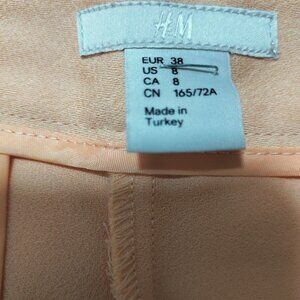 H&M
EUR 38
US 8
CA 8
CN 165/72A
Made in
Turkey